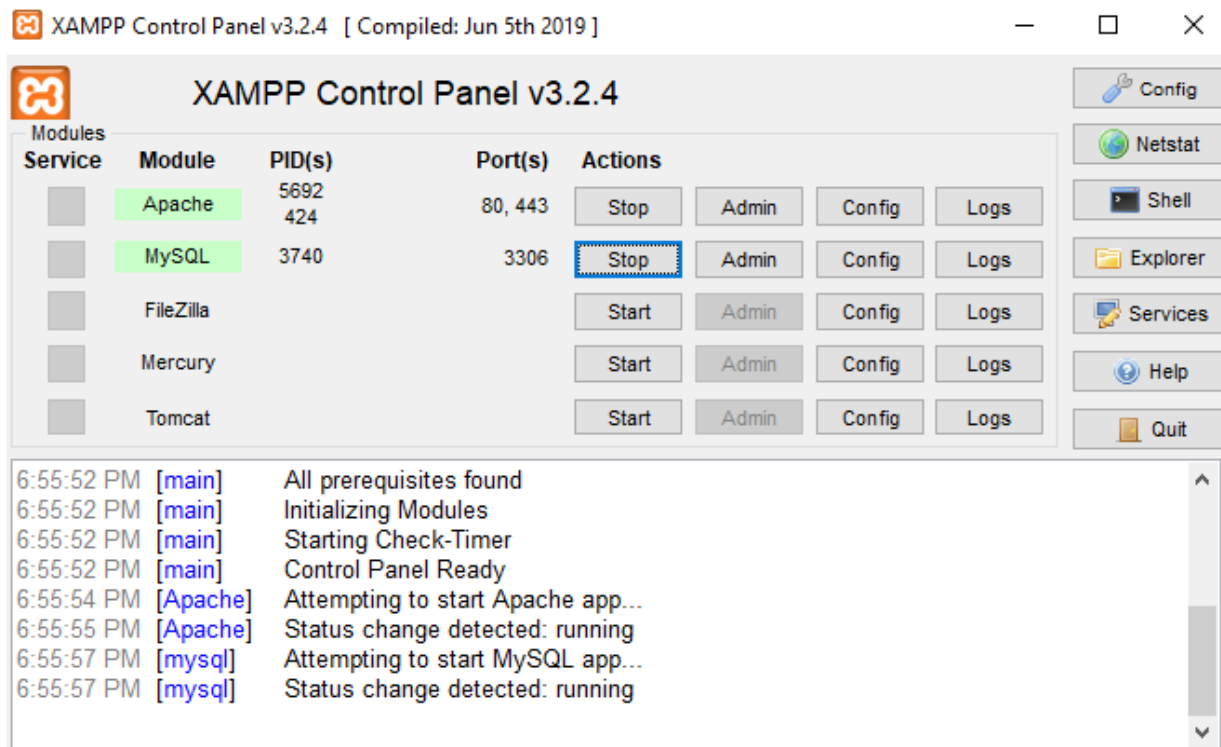 XAMPP Control Panel v3.2.4 [ Compiled: Jun 5th 2019 ]
XAMPP Control Panel v3.2.4
Config
Modules
Netstat
Service Module PID(s) Port(s) Actions
Apache 5692 424 80, 443 Stop Admin Config Logs
Shell
MySQL 3740 3306 Stop Admin Config Logs
Explorer
FileZilla Start Admin Config Logs
Services
Mercury Start Admin Config Logs
Help
Tomcat Start Admin Config Logs
Quit
6:55:52 PM [main] All prerequisites found
6:55:52 PM [main] Initializing Modules
6:55:52 PM [main] Starting Check-Timer
6:55:52 PM [main] Control Panel Ready
6:55:54 PM [Apache] Attempting to start Apache app...
6:55:55 PM [Apache] Status change detected: running
6:55:57 PM [mysql] Attempting to start MySQL app...
6:55:57 PM [mysql] Status change detected: running